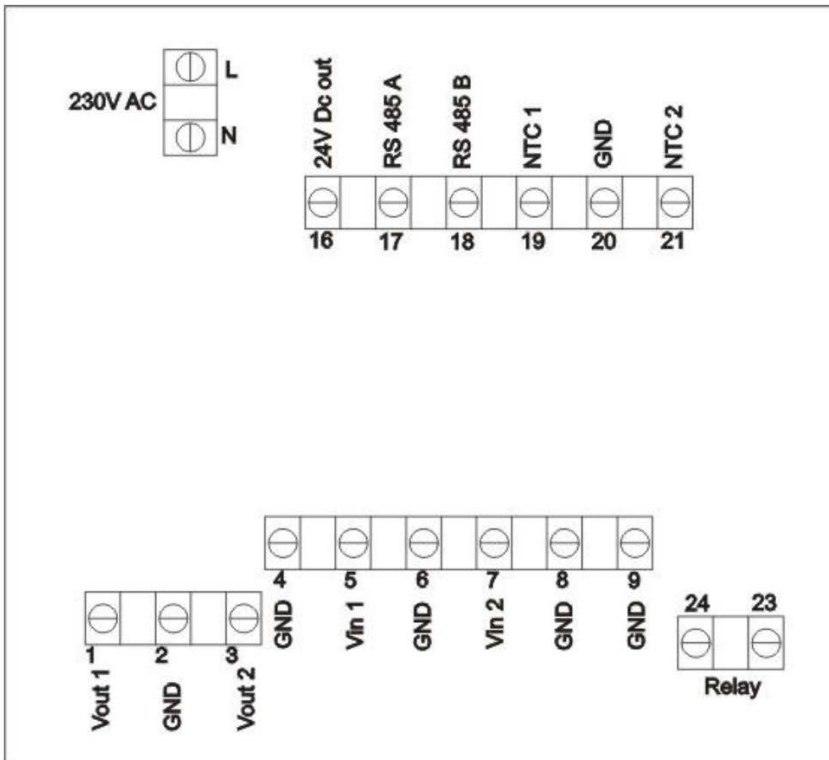 L
230V AC
N
24V Dc out
RS 485 A
RS 485 B
NTC 1
GND
NTC 2
16 17 18 19 20 21
4 5 6 7 8 9
GND
Vin 1
GND
Vin 2
GND
GND
1 2 3
Vout 1
GND
Vout 2
24 23
Relay